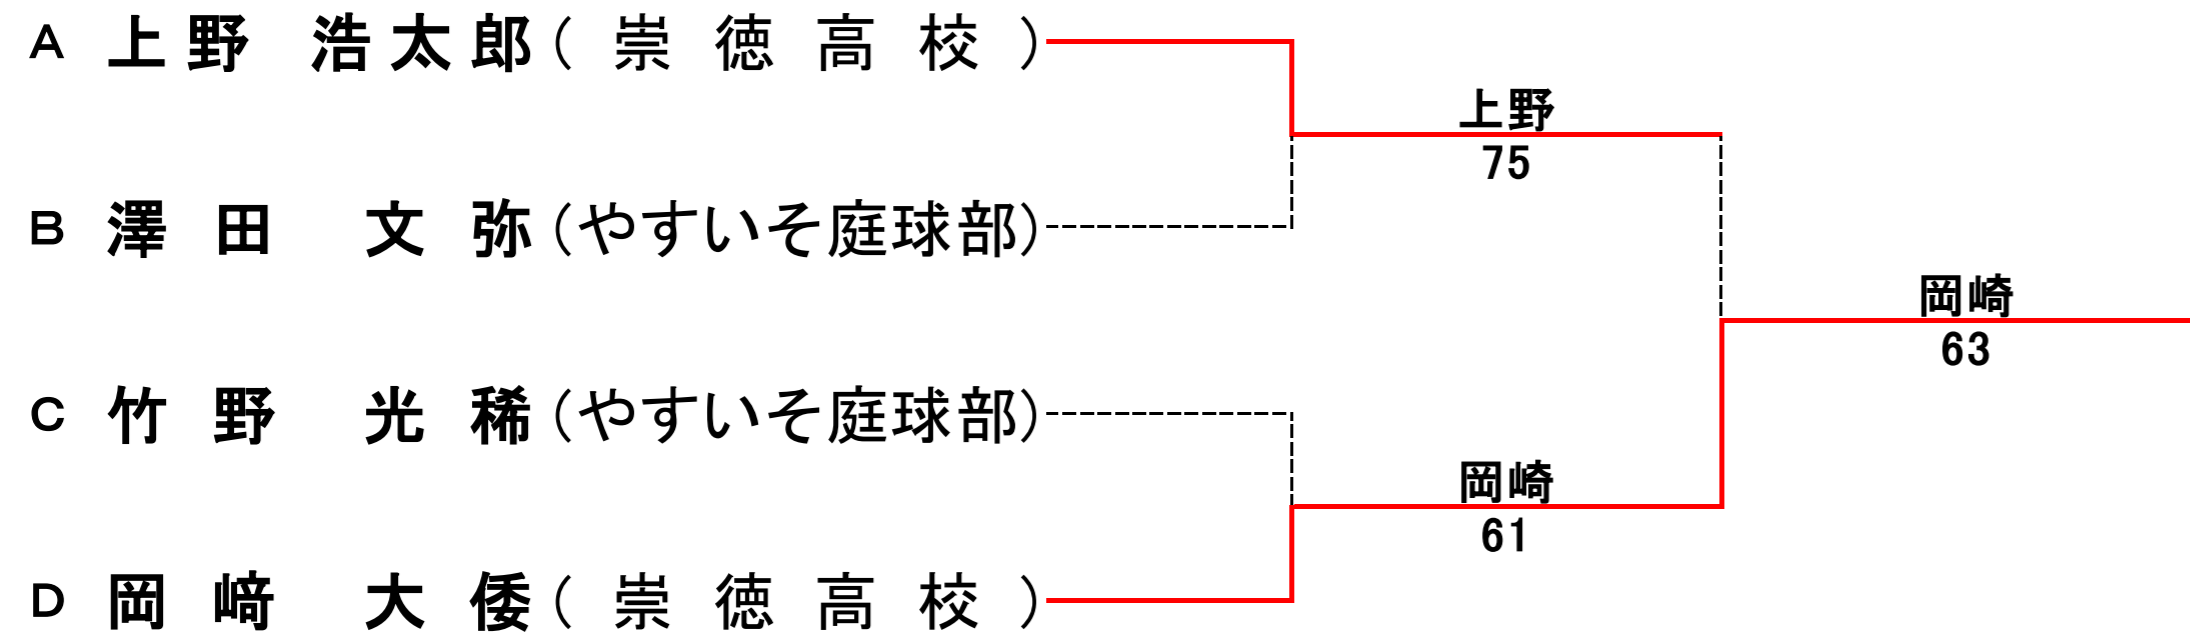 A 上野 浩太郎(崇徳高校)
上野
75
B 澤田 文弥(やすいそ庭球部)
岡崎
63
C 竹野 光稀(やすいそ庭球部)
岡崎
61
D 岡﨑 大倭(崇徳高校)